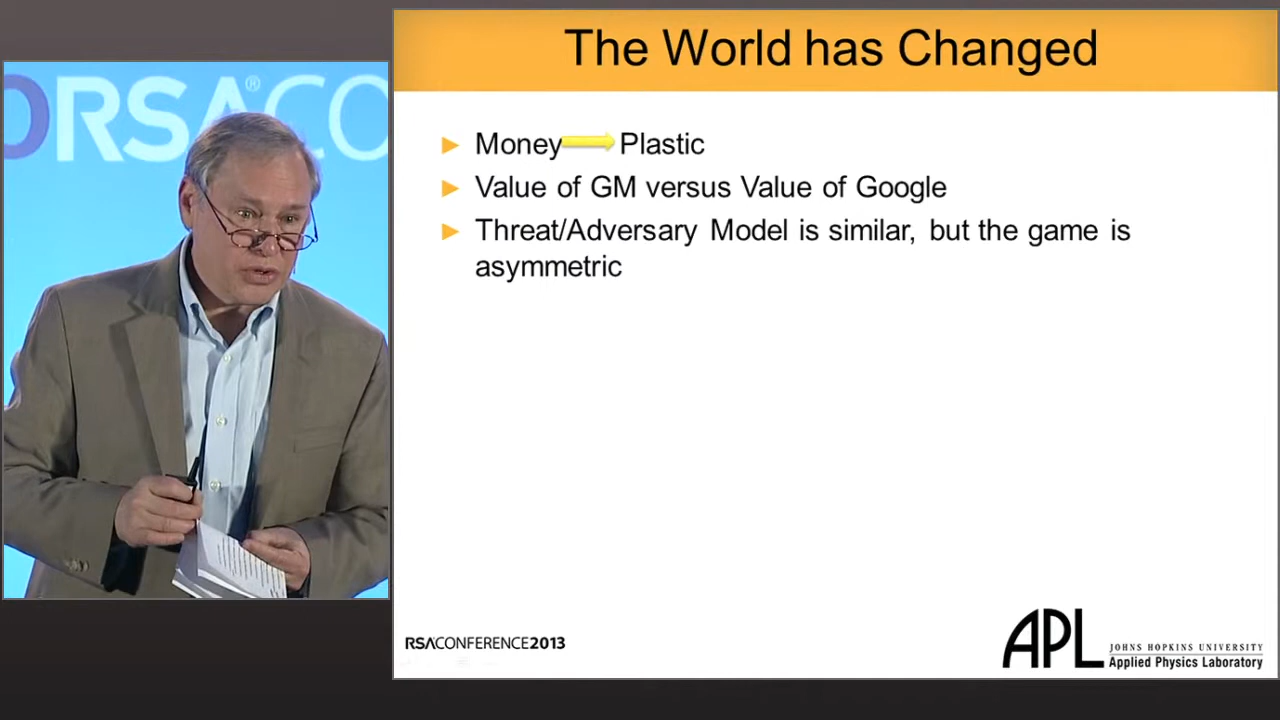 The World has Changed
ORSACO
® 
Money Plastic
Value of GM versus Value of Google
Threat/Adversary Model is similar, but the game is
asymmetric
RSACONFERENCE2013
APL
JOHNS HOPKINS UNIVERSITY
Applied Physics Laboratory